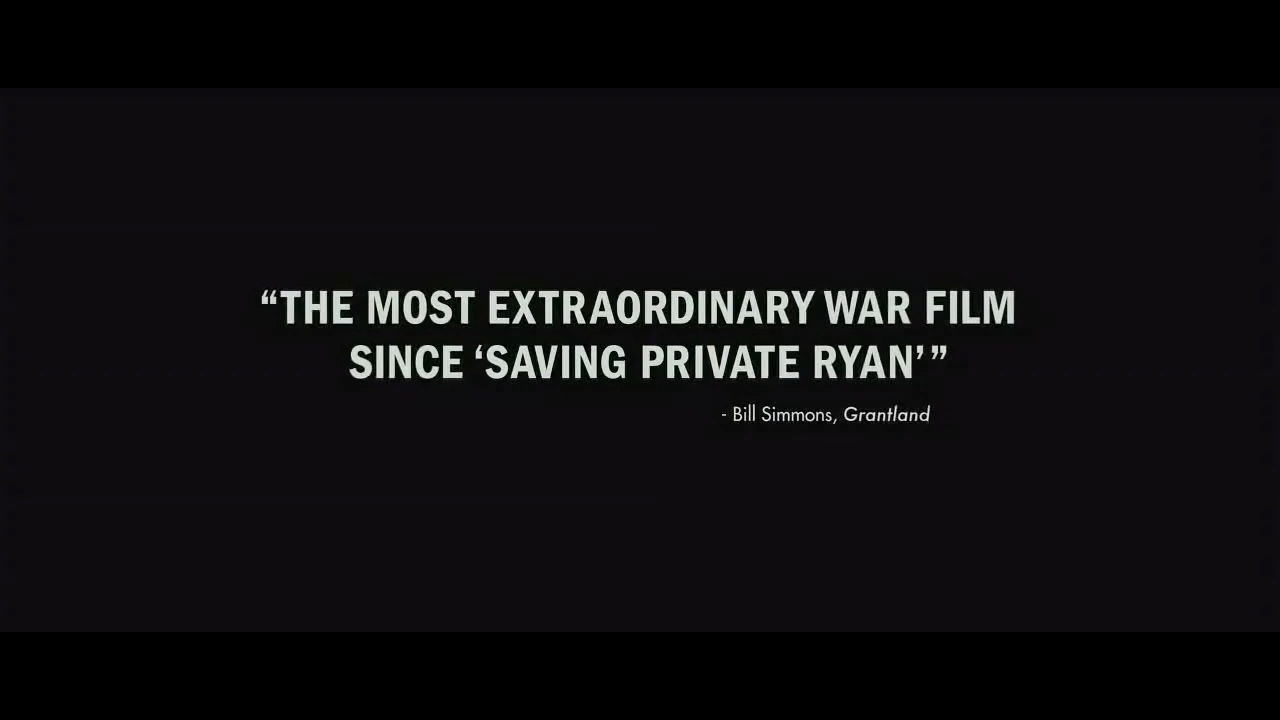 “THE MOST EXTRAORDINARY WAR FILM
SINCE ‘SAVING PRIVATE RYAN’”
- Bill Simmons, Grantland